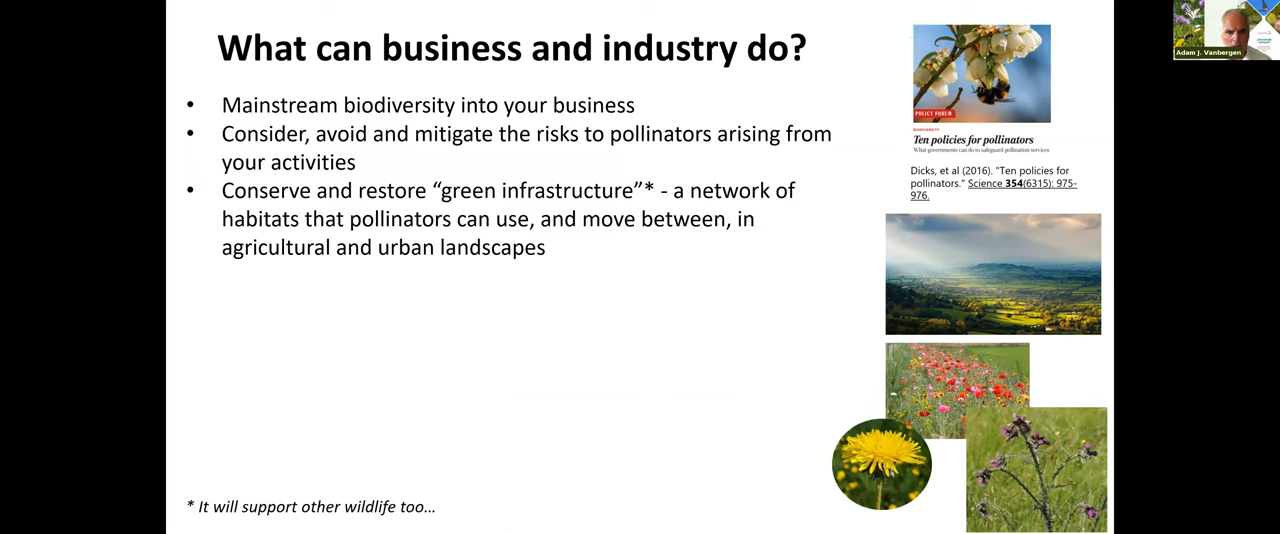 What can business and industry do?
• Mainstream biodiversity into your business
• Consider, avoid and mitigate the risks to pollinators arising from
your activities
• Conserve and restore “green infrastructure”* - a network of
habitats that pollinators can use, and move between, in
agricultural and urban landscapes
* It will support other wildlife too…
POLICY FORUM
BIODIVERSITY
Ten policies for pollinators
What governments can do to safeguard pollination services
Dicks, et al (2016). "Ten policies for
pollinators." Science 354(6315): 975-
976.
Adam J. Vanbergen